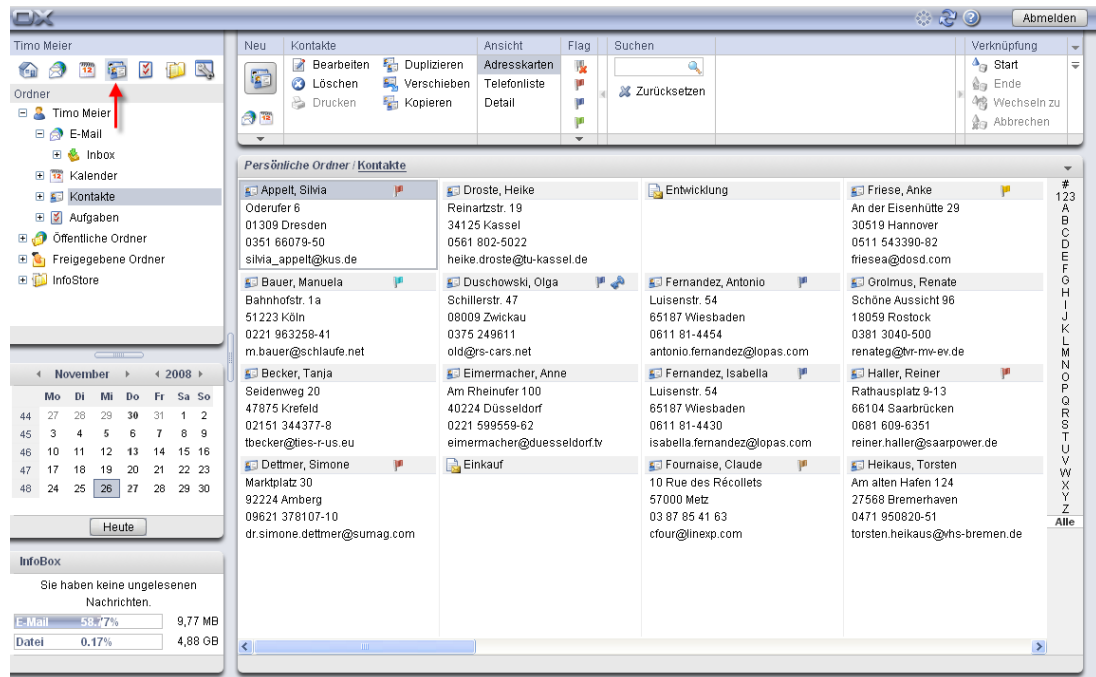 OX
Abmelden
Timo Meier
Ordner
Timo Meier
E-Mail
Inbox
Kalender
Kontakte
Aufgaben
Öffentliche Ordner
Freigegebene Ordner
InfoStore
November 2008
Mo Di Mi Do Fr Sa So
44 27 28 29 30 31 1 2
45 3 4 5 6 7 8 9
46 10 11 12 13 14 15 16
47 17 18 19 20 21 22 23
48 24 25 26 27 28 29 30
Heute
InfoBox
Sie haben keine ungelesenen
Nachrichten.
E-Mail 58.77% 9,77 MB
Datei 0.17% 4,88 GB
Neu
Kontakte
Bearbeiten Duplizieren
Löschen Verschieben
Drucken Kopieren
Ansicht
Adresskarten
Telefonliste
Detail
Flag
Suchen
Zurücksetzen
Verknüpfung
Start
Ende
Wechseln zu
Abbrechen
Persönliche Ordner / Kontakte
Appelt, Silvia
Oderufer 6
01309 Dresden
0351 66079-50
silvia_appelt@kus.de
Bauer, Manuela
Bahnhofstr. 1a
51223 Köln
0221 963258-41
m.bauer@schlaufe.net
Becker, Tanja
Seidenweg 20
47875 Krefeld
02151 344377-8
tbecker@ties-r-us.eu
Dettmer, Simone
Marktplatz 30
92224 Amberg
09621 378107-10
dr.simone.dettmer@sumag.com
Droste, Heike
Reinartzstr. 19
34125 Kassel
0561 802-5022
heike.droste@tu-kassel.de
Duschowski, Olga
Schillerstr. 47
08009 Zwickau
0375 249611
old@rs-cars.net
Eimermacher, Anne
Am Rheinufer 100
40224 Düsseldorf
0221 599559-62
eimermacher@duesseldorf.tv
Einkauf
Entwicklung
Fernandez, Antonio
Luisenstr. 54
65187 Wiesbaden
0611 81-4454
antonio.fernandez@lopas.com
Fernandez, Isabella
Luisenstr. 54
65187 Wiesbaden
0611 81-4430
isabella.fernandez@lopas.com
Fournaise, Claude
10 Rue des Récollets
57000 Metz
03 87 85 41 63
cfour@linexp.com
Friese, Anke
An der Eisenhütte 29
30519 Hannover
0511 543390-82
friesea@dosd.com
Grolmus, Renate
Schöne Aussicht 96
18059 Rostock
0381 3040-500
renateg@tvr-mv-ev.de
Haller, Reiner
Rathausplatz 9-13
66104 Saarbrücken
0681 609-6351
reiner.haller@saarpower.de
Heikaus, Torsten
Am alten Hafen 124
27568 Bremerhaven
0471 950820-51
torsten.heikaus@vhs-bremen.de
#
123
A
B
C
D
E
F
G
H
I
J
K
L
M
N
O
P
Q
R
S
T
U
V
W
X
Y
Z
Alle